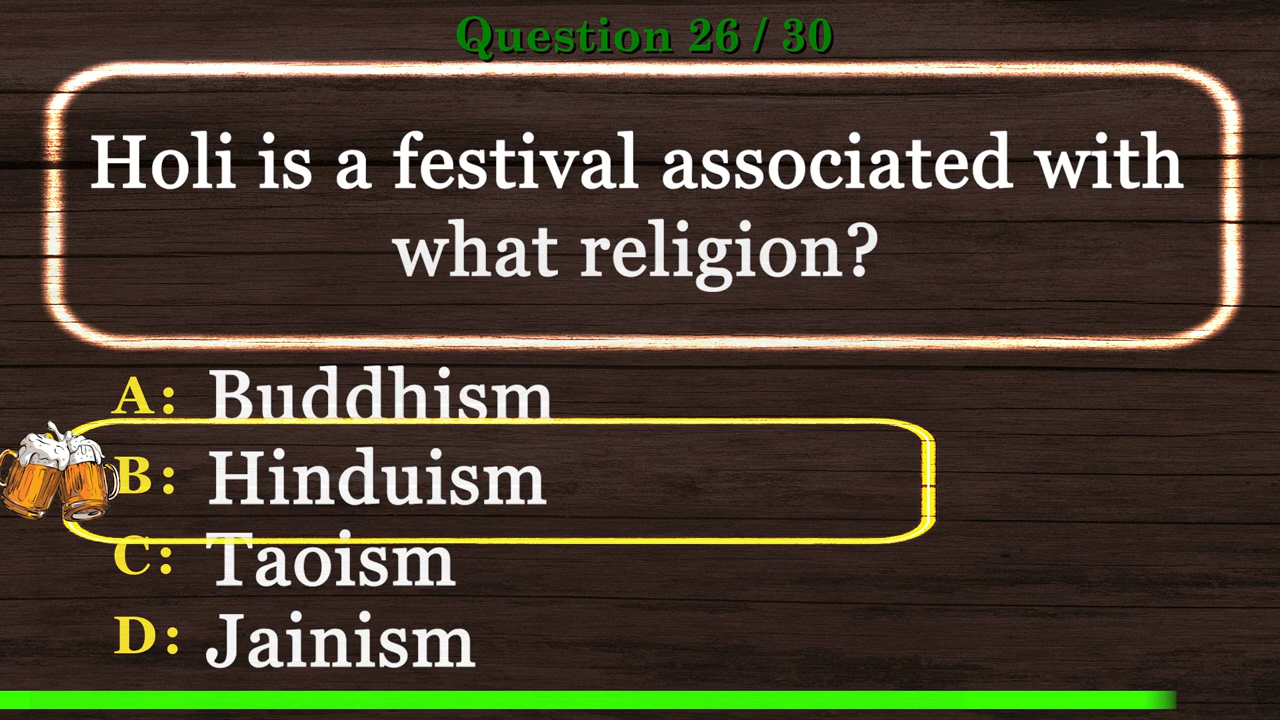 Question 26 / 30
Holi is a festival associated with
what religion?
A: Buddhism
B: Hinduism
C: Taoism
D: Jainism